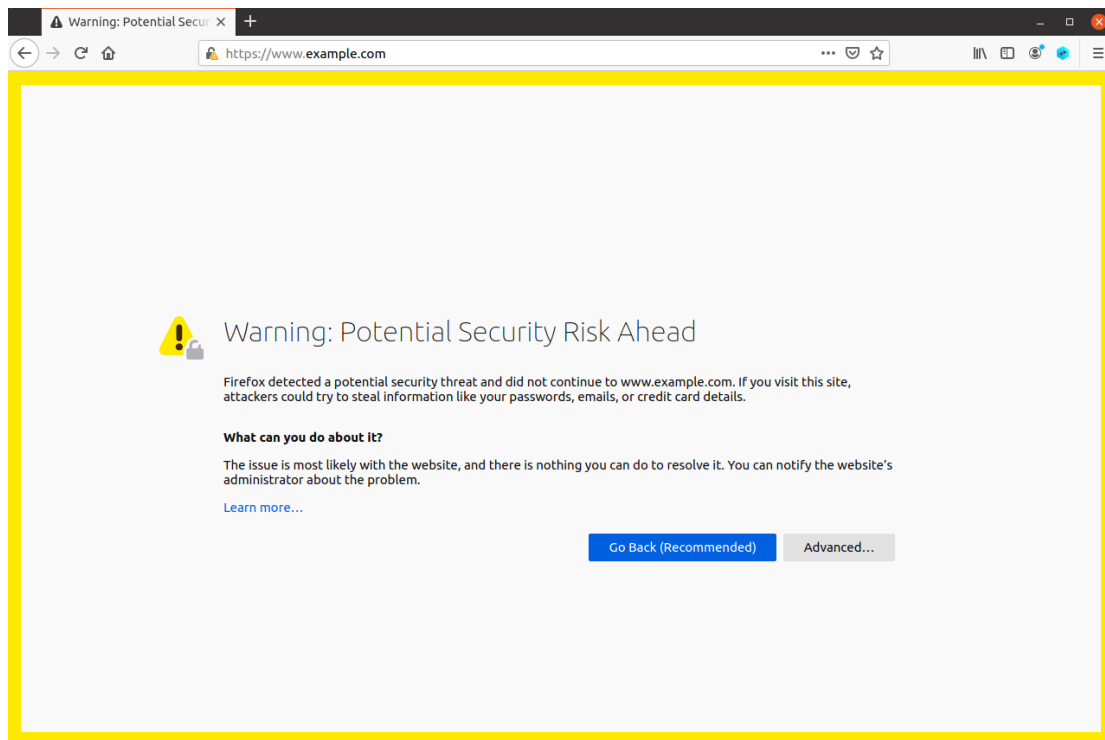 Warning: Potential Secur
https://www.example.com
Warning: Potential Security Risk Ahead
Firefox detected a potential security threat and did not continue to www.example.com. If you visit this site,
attackers could try to steal information like your passwords, emails, or credit card details.
What can you do about it?
The issue is most likely with the website, and there is nothing you can do to resolve it. You can notify the website’s
administrator about the problem.
Learn more…
Go Back (Recommended) Advanced…